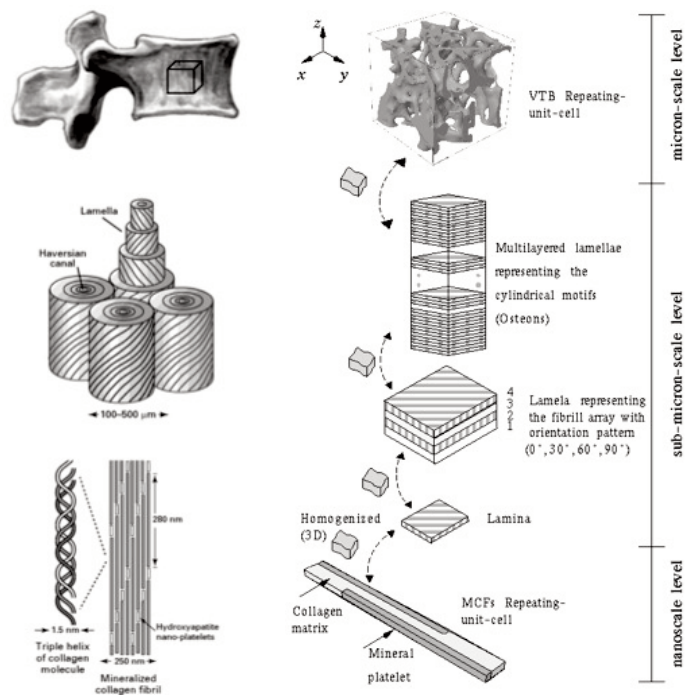 z
x
y
VTB Repeating-
unit-cell
micron-scale level
Lamella
Haversian
canal
100–500 µm
Multilayered lamellae
representing the
cylindrical motifs
(Osteons)
4
3
2
1
Lamela representing
the fibrill array with
orientation pattern
(0°,30°,60°,90°)
sub-micron-scale level
280 nm
Hydroxyapatite
nano-platelets
1.5 nm
Triple helix
of collagen
molecule
250 nm
Mineralized
collagen fibril
Homogenized
(3D)
Lamina
Collagen
matrix
Mineral
platelet
MCFs Repeating-
unit-cell
nanoscale level